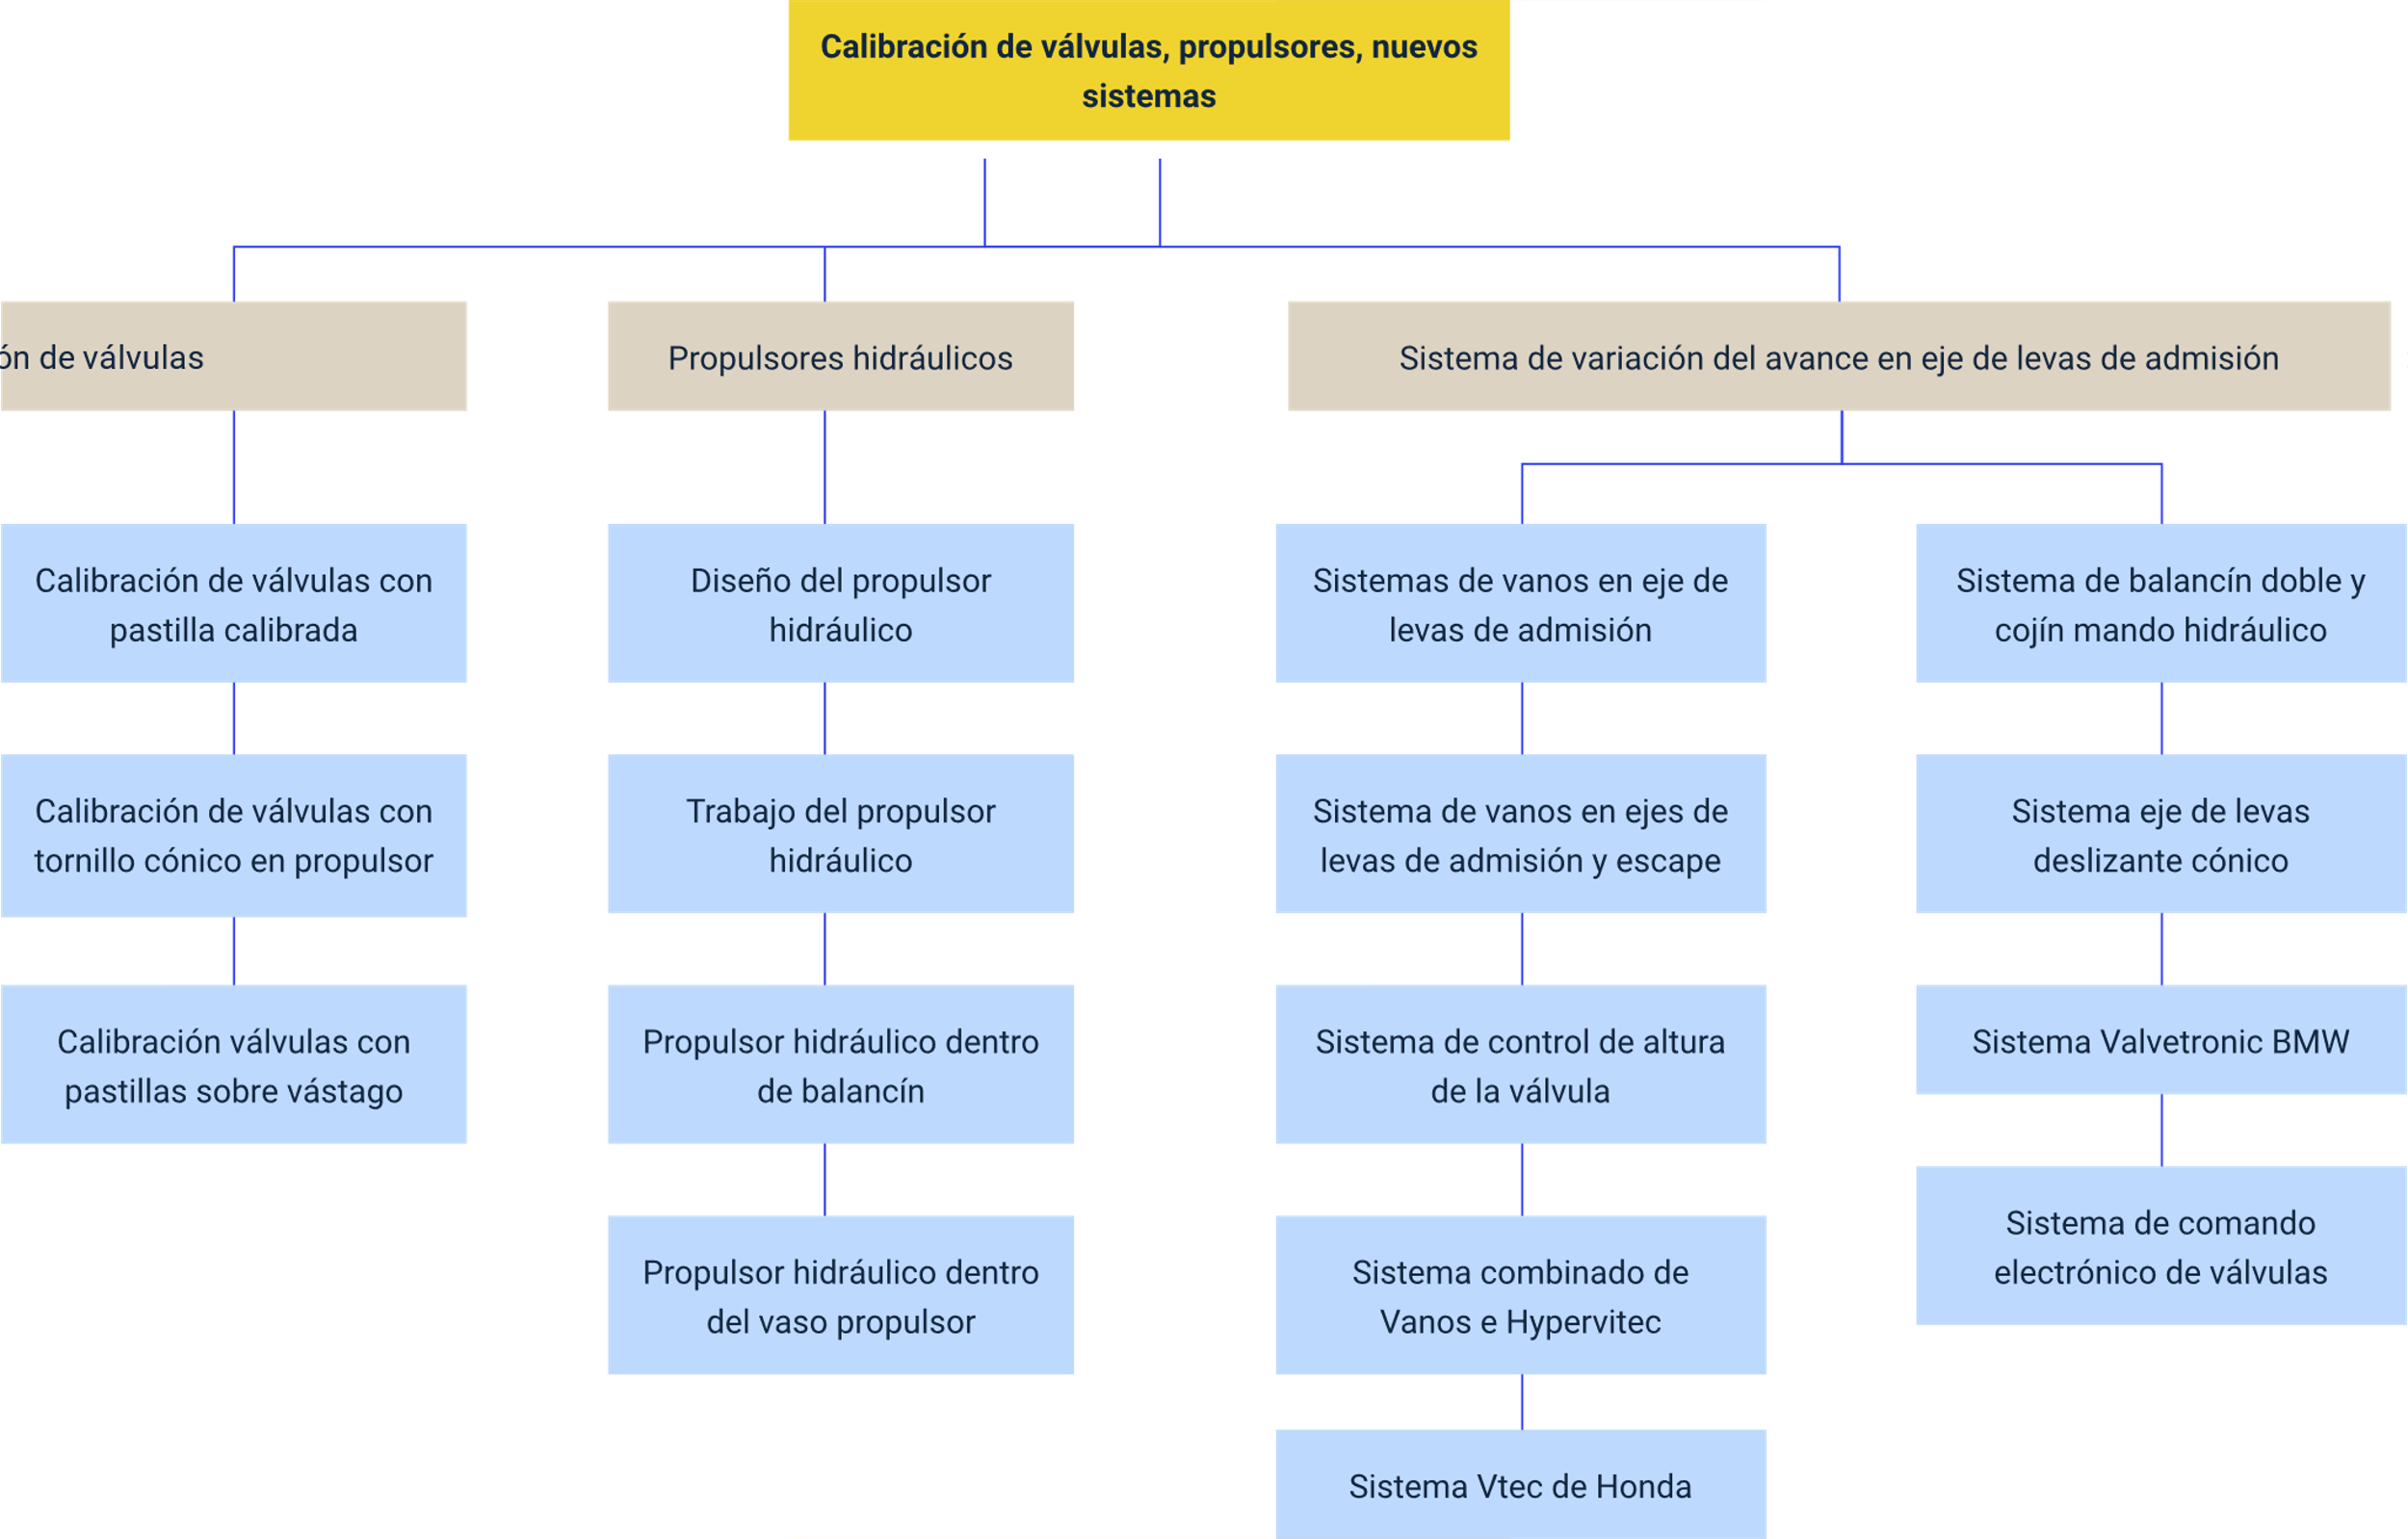 Calibración de válvulas, propulsores, nuevos
sistemas
ón de válvulas
Propulsores hidráulicos
Sistema de variación del avance en eje de levas de admisión
Calibración de válvulas con
pastilla calibrada
Calibración de válvulas con
tornillo cónico en propulsor
Calibración válvulas con
pastillas sobre vástago
Diseño del propulsor
hidráulico
Trabajo del propulsor
hidráulico
Propulsor hidráulico dentro
de balancín
Propulsor hidráulico dentro
del vaso propulsor
Sistemas de vanos en eje de
levas de admisión
Sistema de vanos en ejes de
levas de admisión y escape
Sistema de control de altura
de la válvula
Sistema combinado de
Vanos e Hypervitec
Sistema Vtec de Honda
Sistema de balancín doble y
cojín mando hidráulico
Sistema eje de levas
deslizante cónico
Sistema Valvetronic BMW
Sistema de comando
electrónico de válvulas